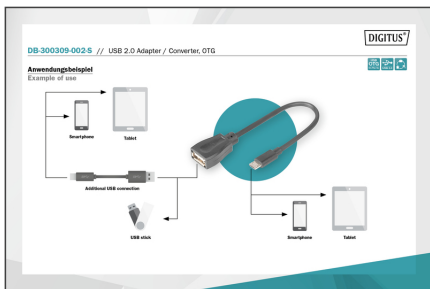 DIGITUS®
DB-300309-002-S // USB 2.0 Adapter / Converter, OTG
Anwendungsbeispiel
Example of use
OTG
Smartphone
Tablet
Additional USB connection
USB stick
Smartphone
Tablet